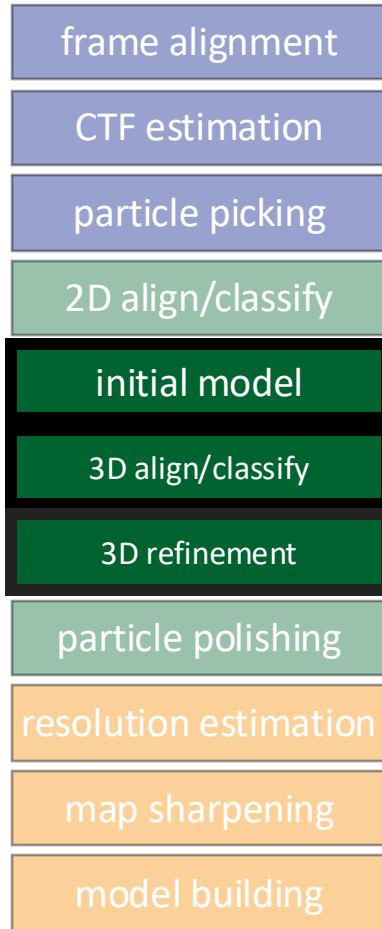 frame alignment
CTF estimation
particle picking
2D align/classify
initial model
3D align/classify
3D refinement
particle polishing
resolution estimation
map sharpening
model building